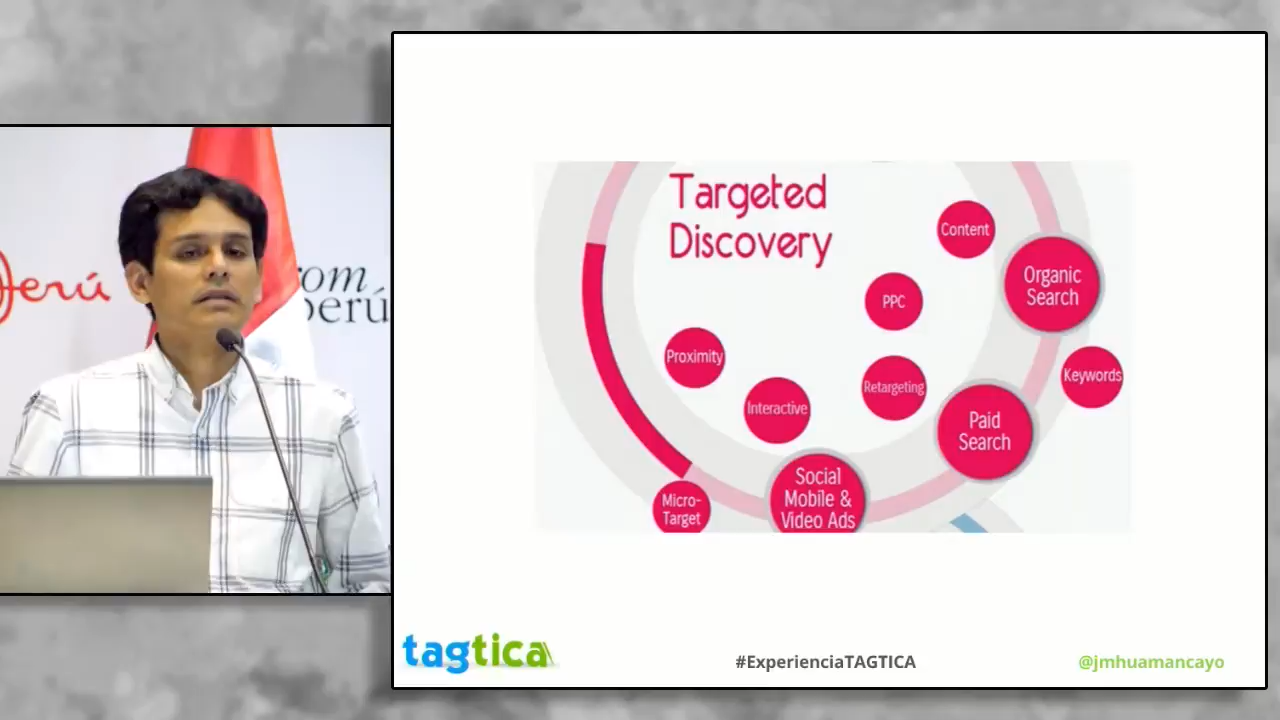 Perú
rom
perú
Targeted
Discovery
Content
Organic
Search
PPC
Proximity
Keywords
Retargeting
Interactive
Paid
Search
Social
Mobile &
Video Ads
Micro-
Target
tagtica
#ExperienciaTAGTICA
@jmhuamancayo